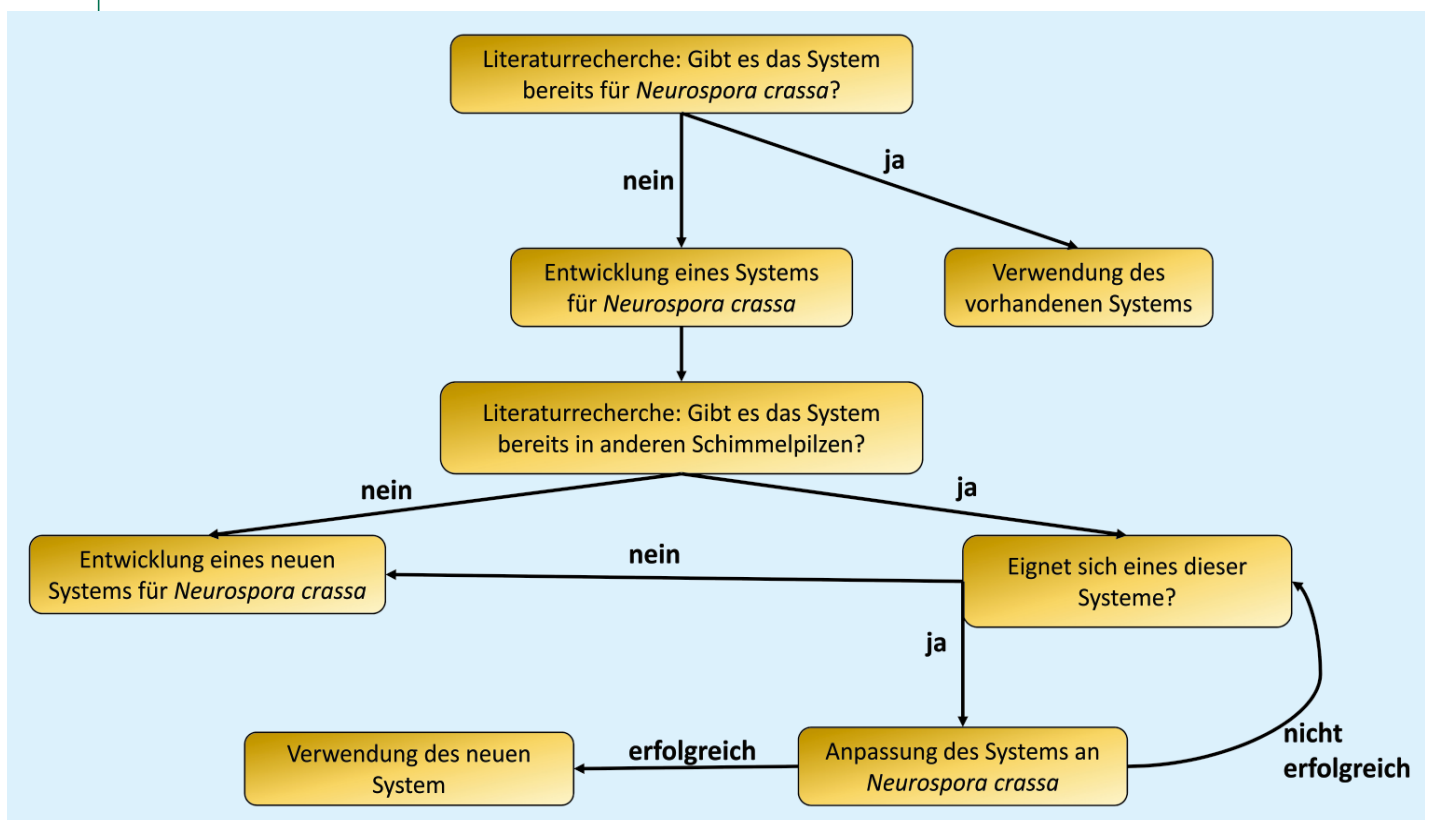 Literaturrecherche: Gibt es das System
bereits für Neurospora crassa?
nein
ja
Entwicklung eines Systems
für Neurospora crassa
Verwendung des
vorhandenen Systems
Literaturrecherche: Gibt es das System
bereits in anderen Schimmelpilzen?
nein
ja
Entwicklung eines neuen
Systems für Neurospora crassa
nein
Eignet sich eines dieser
Systeme?
ja
Verwendung des neuen
System
erfolgreich
Anpassung des Systems an
Neurospora crassa
nicht
erfolgreich